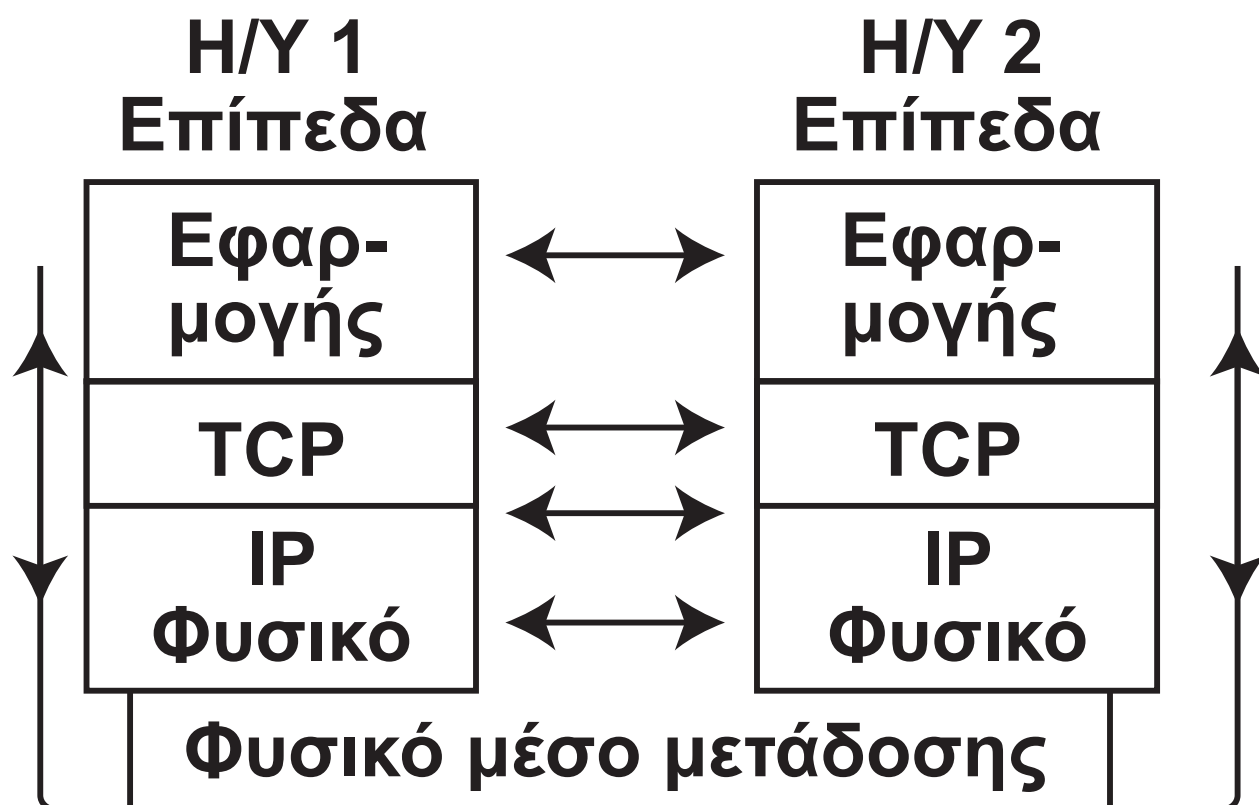 Η/Υ 1
Επίπεδα
Εφαρ-
μογής
TCP
IP
Φυσικό
Η/Υ 2
Επίπεδα
Εφαρ-
μογής
TCP
IP
Φυσικό
Φυσικό μέσο μετάδοσης